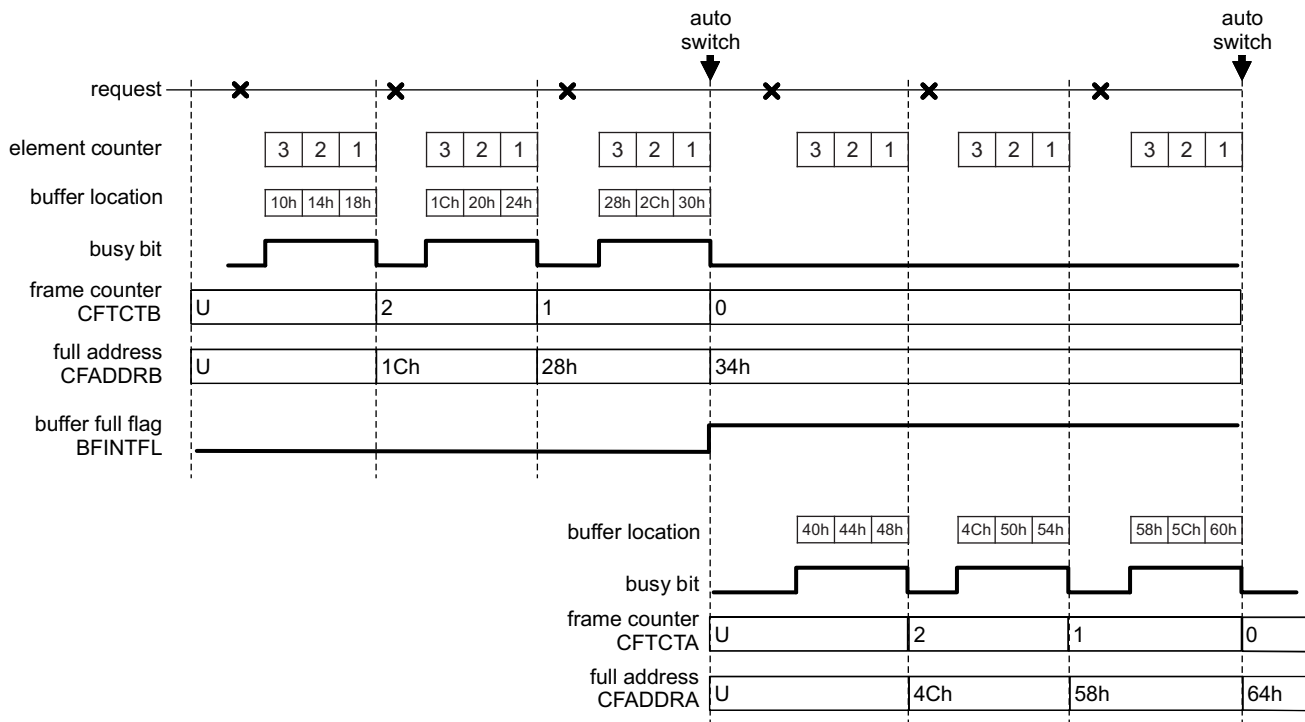 auto auto
switch switch
request
element counter 3 2 1 3 2 1 3 2 1 3 2 1 3 2 1 3 2 1
buffer location 10h 14h 18h 1Ch 20h 24h 28h 2Ch 30h
busy bit
frame counter
CFTCTB U 2 1 0
full address
CFADDRB U 1Ch 28h 34h
buffer full flag
BFINTFL
buffer location 40h 44h 48h 4Ch 50h 54h 58h 5Ch 60h
busy bit
frame counter
CFTCTA U 2 1 0
full address
CFADDRA U 4Ch 58h 64h